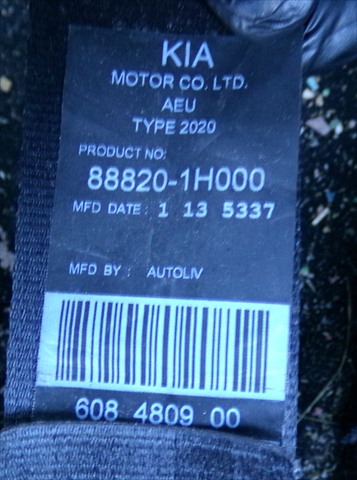 KIA
MOTOR CO. LTD.
AEU
TYPE 2020
PRODUCT NO:
88820-1H000
MFD DATE : 1 13 5337
MFD BY : AUTOLIV
608 4809 00